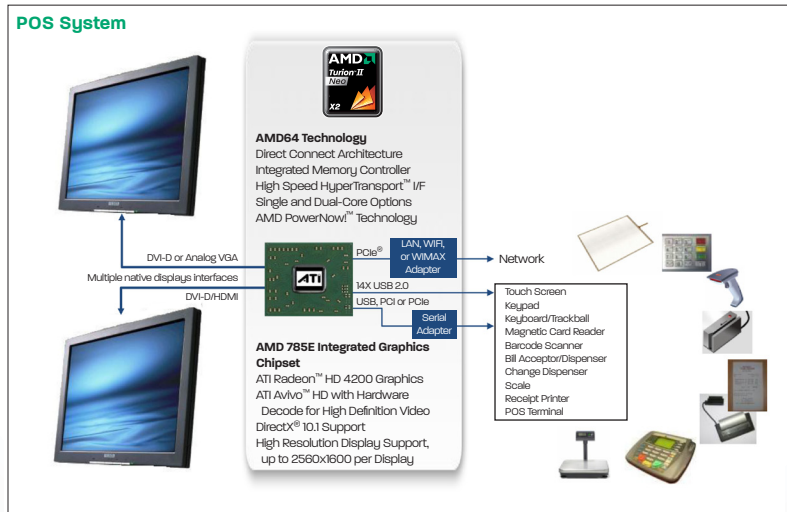 POS System
AMD
Turion II
Neo
X2
AMD64 Technology
Direct Connect Architecture
Integrated Memory Controller
High Speed HyperTransport™ I/F
Single and Dual-Core Options
AMD PowerNow!™ Technology
DVI-D or Analog VGA
Multiple native displays interfaces
DVI-D/HDMI
ATI
PCIe®
LAN, WIFI,
or WIMAX
Adapter
Network
14X USB 2.0
USB, PCI or PCIe
Serial
Adapter
Touch Screen
Keypad
Keyboard/Trackball
Magnetic Card Reader
Barcode Scanner
Bill Acceptor/Dispenser
Change Dispenser
Scale
Receipt Printer
POS Terminal
AMD 785E Integrated Graphics
Chipset
ATI Radeon™ HD 4200 Graphics
ATI Avivo™ HD with Hardware
Decode for High Definition Video
DirectX® 10.1 Support
High Resolution Display Support,
up to 2560x1600 per Display